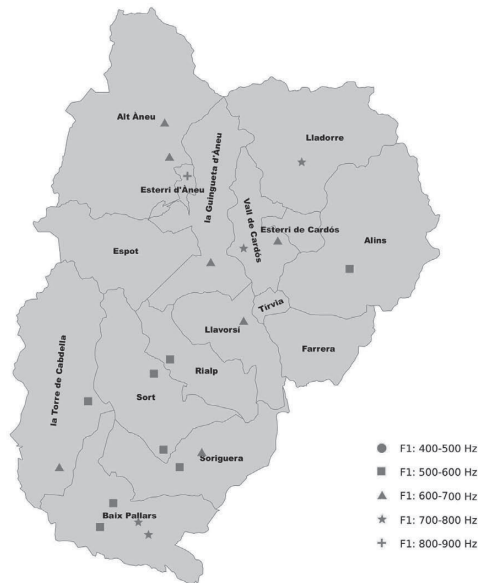 Alt Àneu
Lladorre
la Guingueta d'Àneu
Esterri d'Àneu
Vall de Cardós
Esterri de Cardós
Alins
Espot
Tírvia
Llavorsí
Farrera
la Torre de Cabdella
Rialp
Sort
Soriguera
Baix Pallars
F1: 400-500 Hz
F1: 500-600 Hz
F1: 600-700 Hz
F1: 700-800 Hz
F1: 800-900 Hz